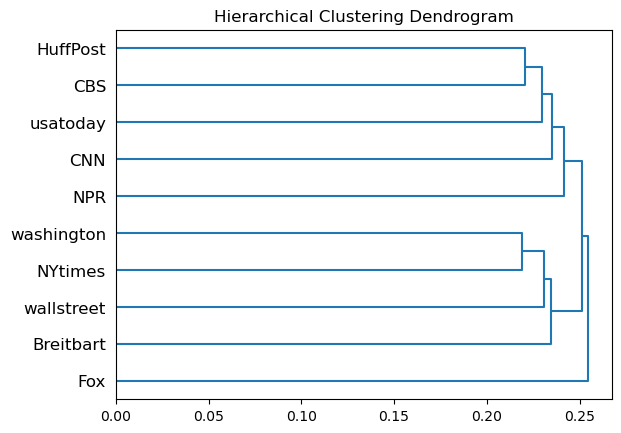 Hierarchical Clustering Dendrogram
HuffPost
CBS
usatoday
CNN
NPR
washington
NYtimes
wallstreet
Breitbart
Fox
0.00 0.05 0.10 0.15 0.20 0.25